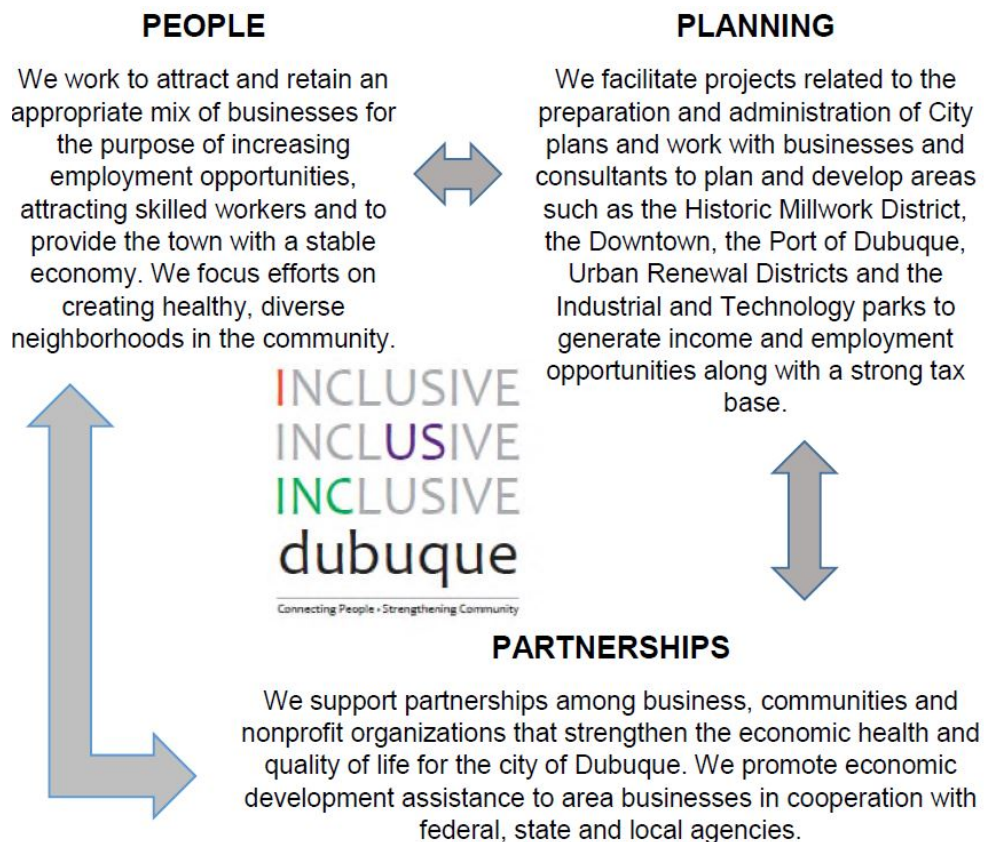 PEOPLE
We work to attract and retain an
appropriate mix of businesses for
the purpose of increasing
employment opportunities,
attracting skilled workers and to
provide the town with a stable
economy. We focus efforts on
creating healthy, diverse
neighborhoods in the community.
PLANNING
We facilitate projects related to the
preparation and administration of City
plans and work with businesses and
consultants to plan and develop areas
such as the Historic Millwork District,
the Downtown, the Port of Dubuque,
Urban Renewal Districts and the
Industrial and Technology parks to
generate income and employment
opportunities along with a strong tax
base.
INCLUSIVE
INCLUSIVE
INCLUSIVE
dubuque
Connecting People • Strengthening Community
PARTNERSHIPS
We support partnerships among business, communities and
nonprofit organizations that strengthen the economic health and
quality of life for the city of Dubuque. We promote economic
development assistance to area businesses in cooperation with
federal, state and local agencies.